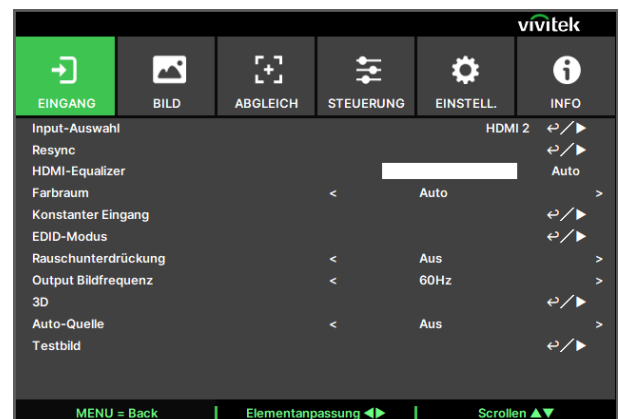 vivitek
EINGANG BILD ABGLEICH STEUERUNG EINSTELL. INFO
Input-Auswahl HDMI 2 ↩/▶
Resync ↩/▶
HDMI-Equalizer Auto
Farbraum < Auto >
Konstanter Eingang ↩/▶
EDID-Modus ↩/▶
Rauschunterdrückung < Aus >
Output Bildfrequenz < 60Hz >
3D ↩/▶
Auto-Quelle < Aus >
Testbild ↩/▶
MENU = Back | Elementanpassung ◀▶ | Scrollen ▲▼